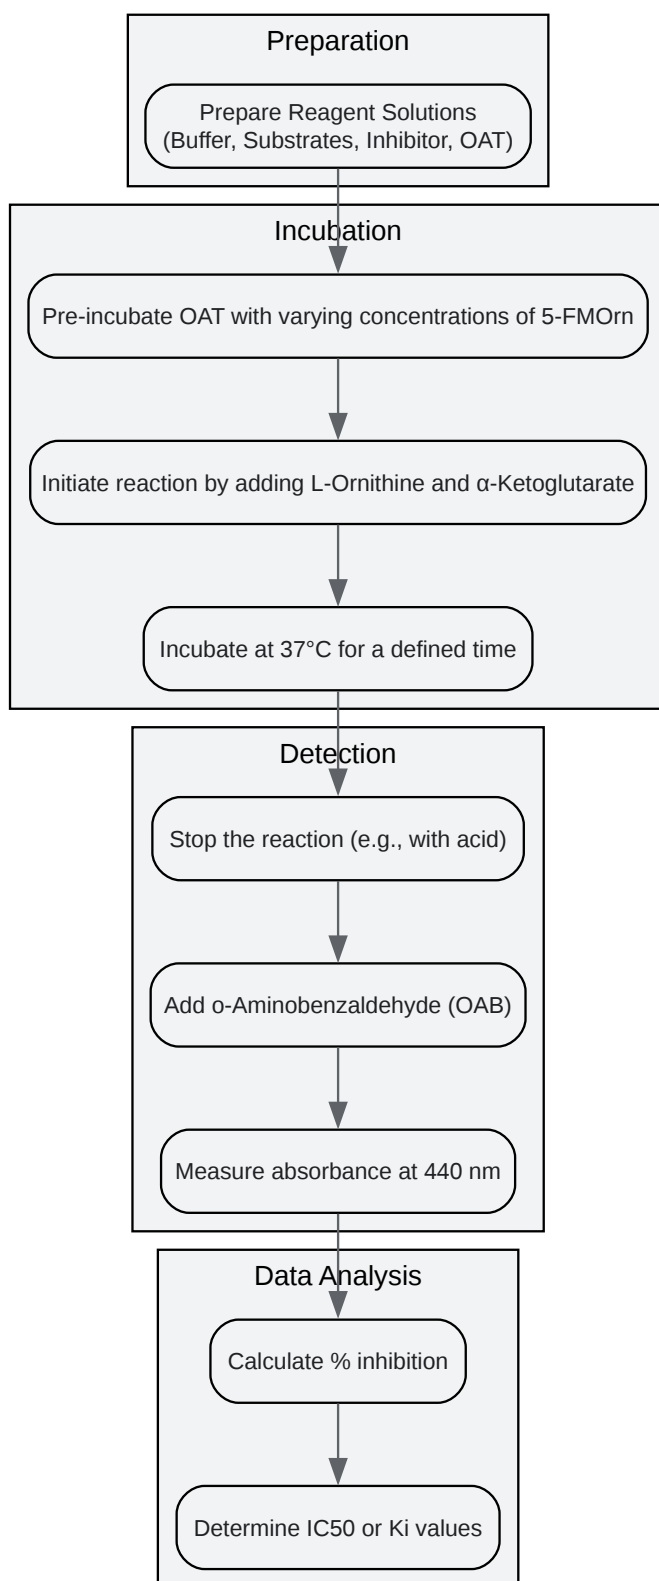 Preparation
Prepare Reagent Solutions
(Buffer, Substrates, Inhibitor, OAT)
Incubation
Pre-incubate OAT with varying concentrations of 5-FMOrn
Initiate reaction by adding L-Ornithine and α-Ketoglutarate
Incubate at 37°C for a defined time
Detection
Stop the reaction (e.g., with acid)
Add o-Aminobenzaldehyde (OAB)
Measure absorbance at 440 nm
Data Analysis
Calculate % inhibition
Determine IC50 or Ki values